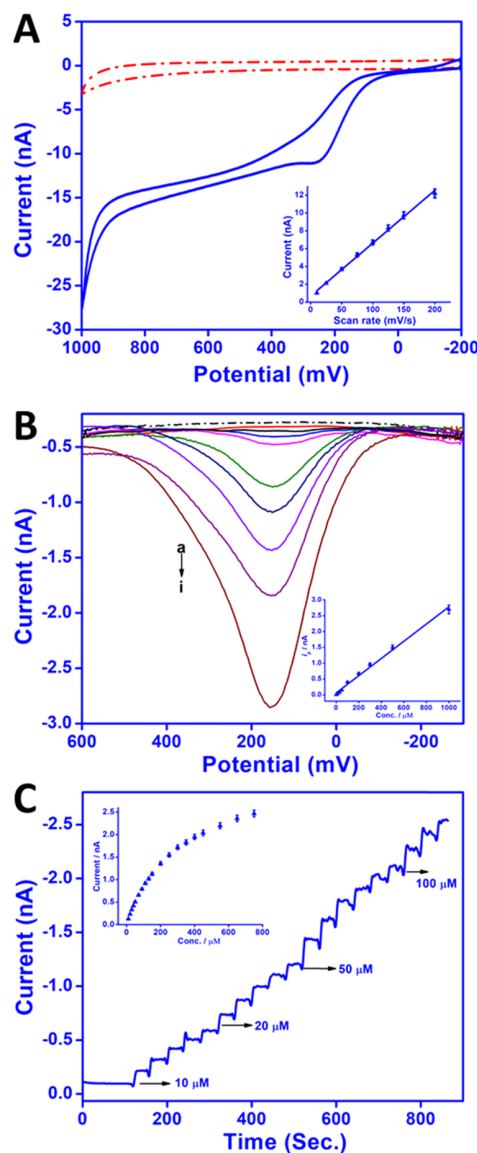 A
5
0
-5
-10
-15
-20
-25
-30
Current (nA)
1000 800 600 400 200 0 -200
Potential (mV)
12
10
8
6
4
2
0
Current (nA)
0 50 100 150 200
Scan rate (mV/s)
B
-0.5
-1.0
-1.5
-2.0
-2.5
-3.0
Current (nA)
a
i
600 400 200 0 -200
Potential (mV)
3.0
2.5
2.0
1.5
1.0
0.5
0.0
/ nA
0 200 400 600 800 1000
Conc. / μM
C
-2.5
-2.0
-1.5
-1.0
-0.5
0.0
Current (nA)
2.5
2.0
1.5
1.0
0.5
0.0
Current / nA
0 200 400 600 800
Conc. / μM
100 μM
50 μM
20 μM
10 μM
0 200 400 600 800
Time (Sec.)